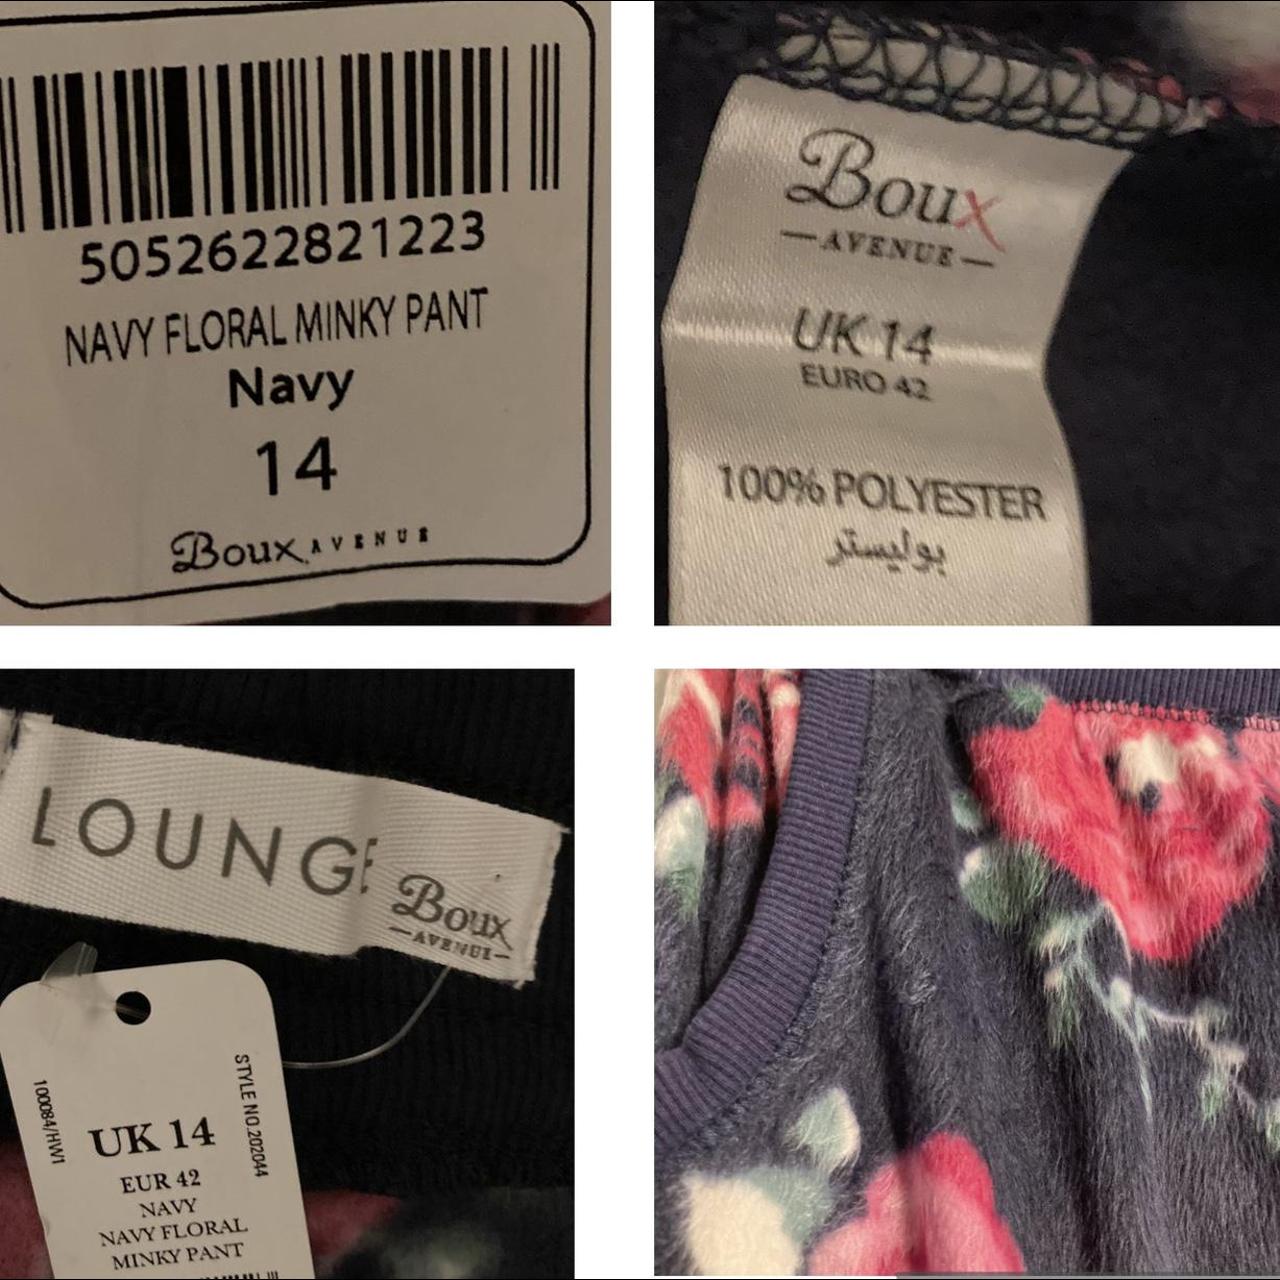 5052622821223
NAVY FLORAL MINKY PANT
Navy
14
Boux AVENUE
Boux
AVENUE
UK 14
EURO 42
100% POLYESTER
بوليستر
LOUNGE
Boux
AVENUE
100084/HW1
STYLE NO.202044
UK 14
EUR 42
NAVY
NAVY FLORAL
MINKY PANT